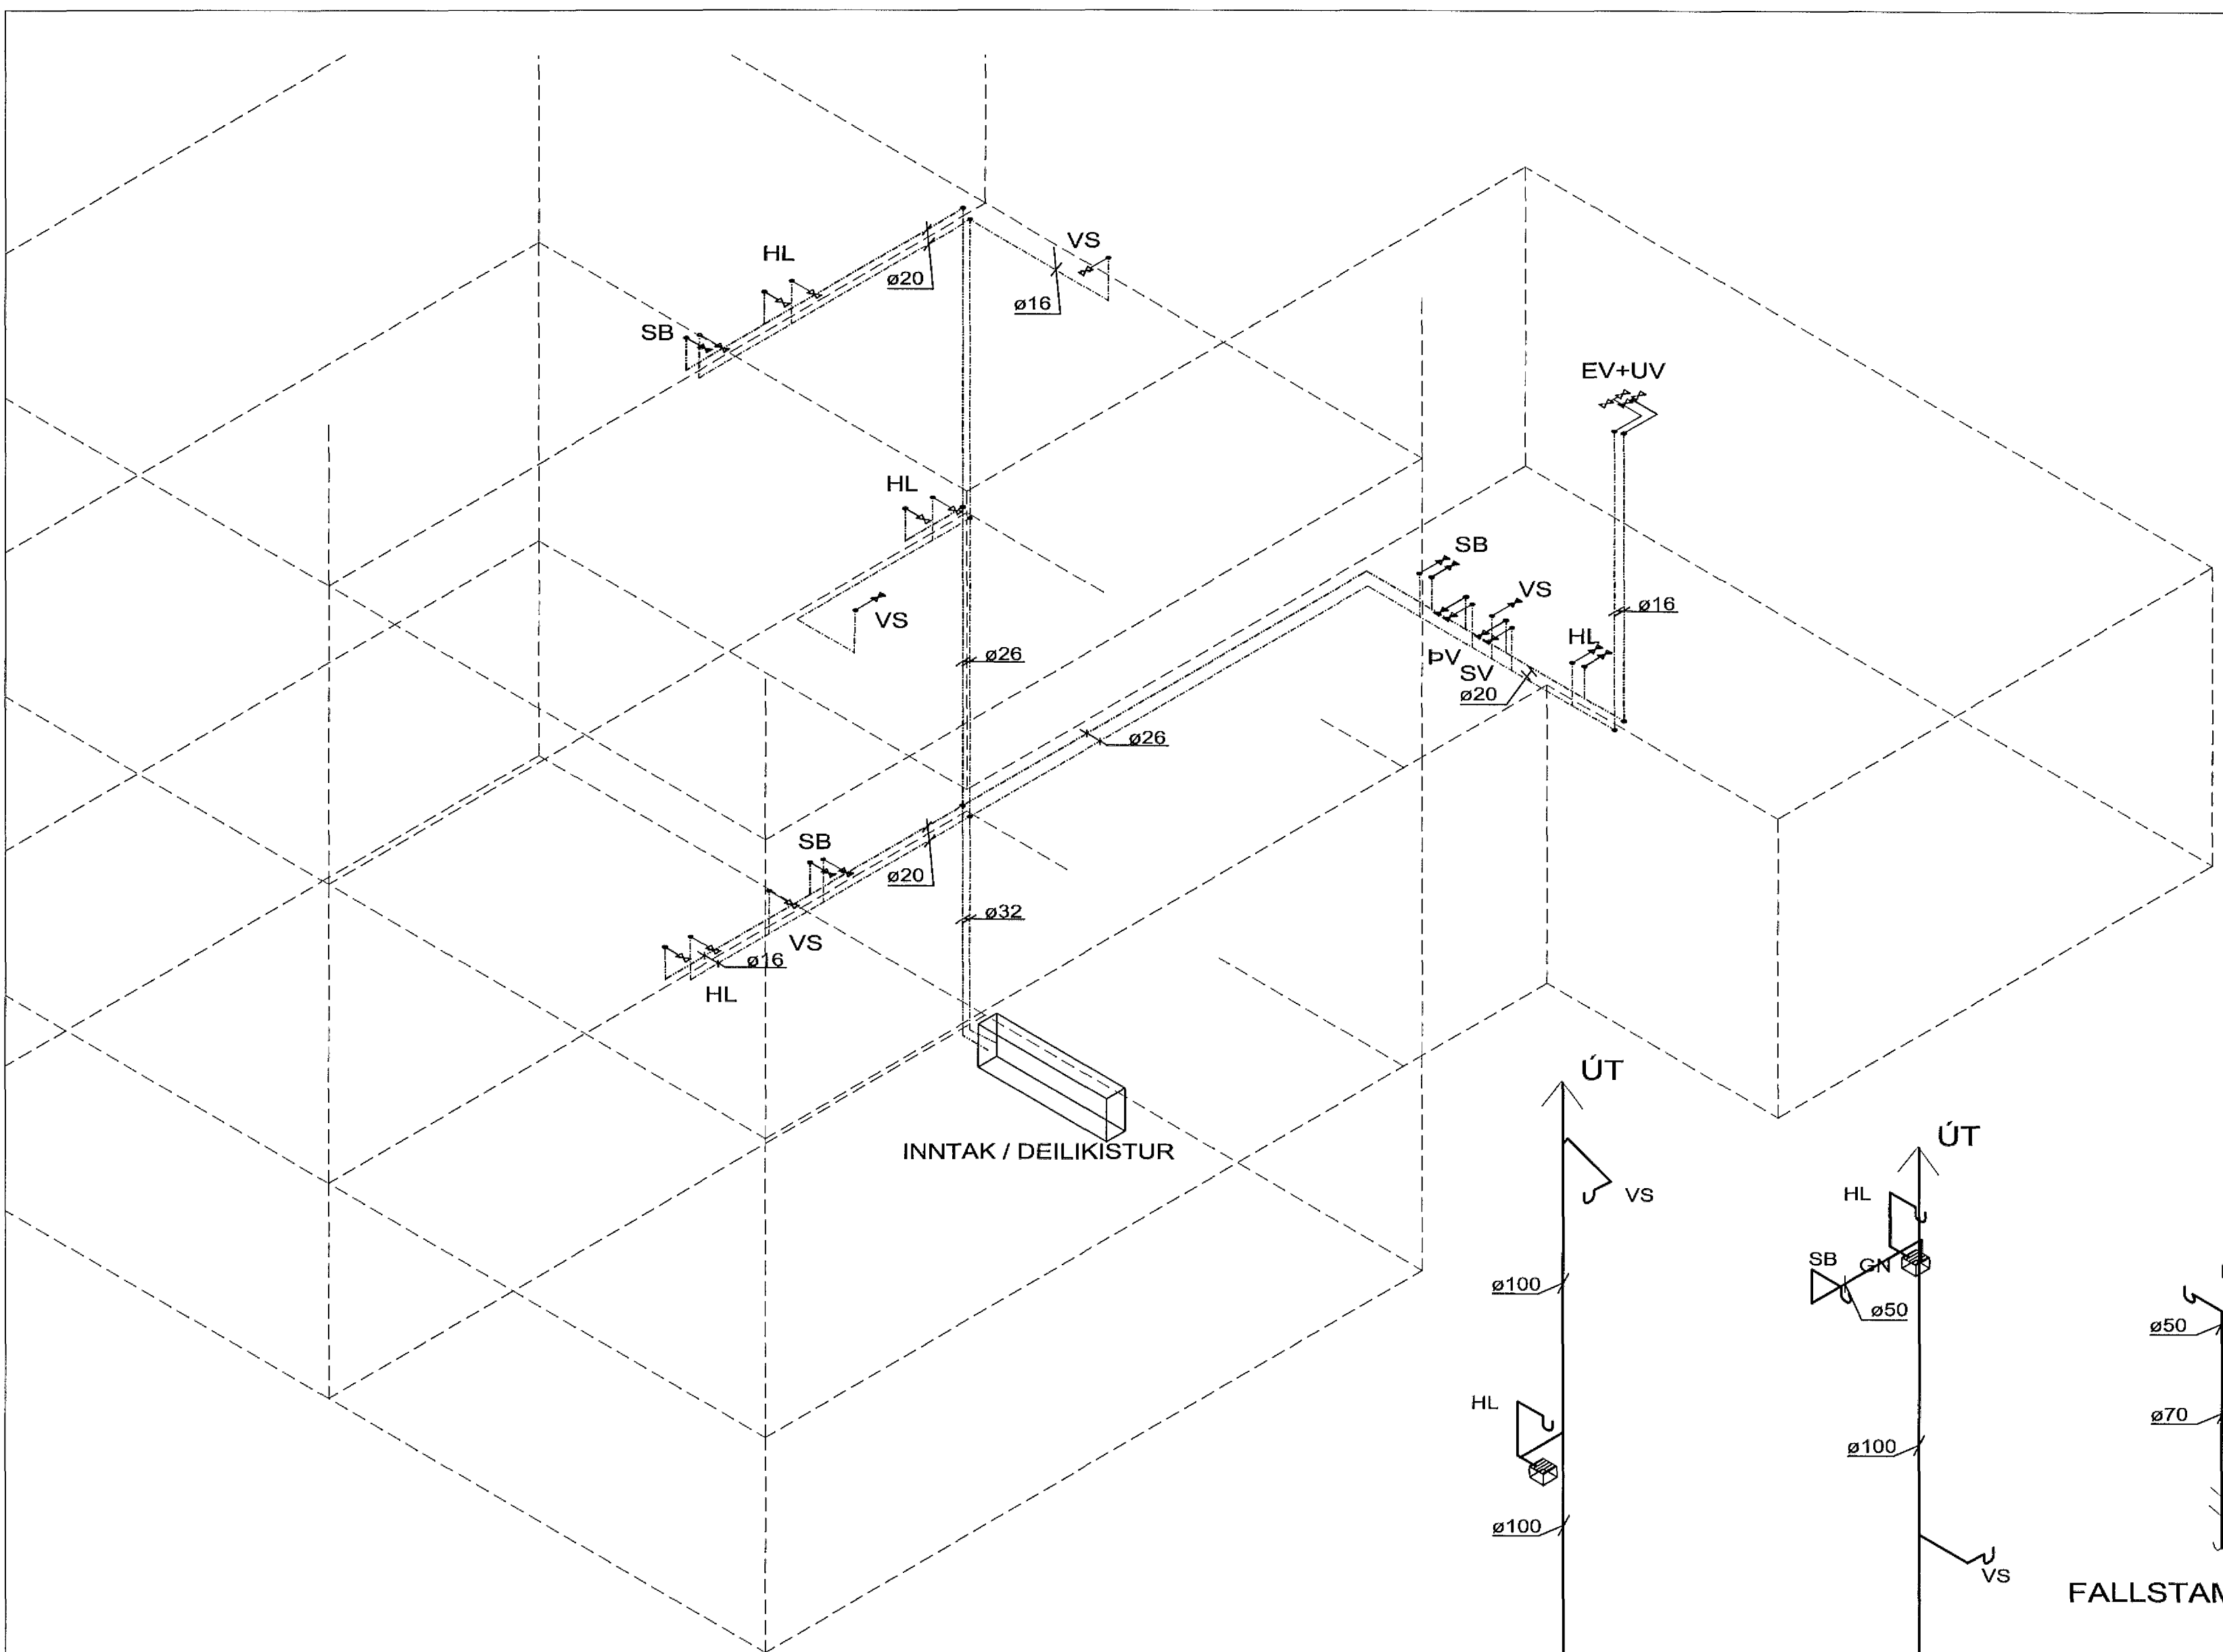 HL
VS
ø20
ø16
SB
EV+UV
HL
SB
VS
VS
ø16
HL
ø26
ÞV
SV
ø20
ø26
SB
ø20
ø32
VS
ø16
HL
INNTAK / DEILIKISTUR
ÚT
VS
ø100
HL
ø100
ÚT
HL
SB
GN
ø50
ø100
VS
ø50
ø70
FALLSTAM